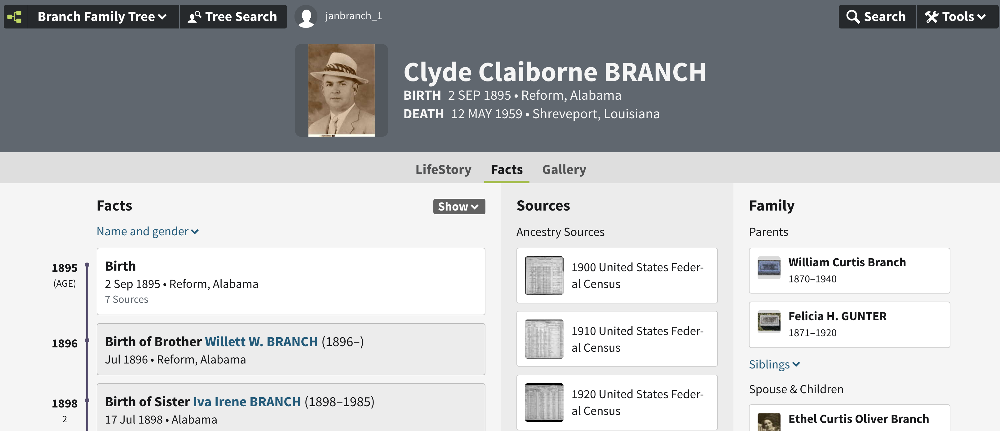 Branch Family Tree
Tree Search
janbranch_1
Search
Tools
Clyde Claiborne BRANCH
BIRTH 2 SEP 1895 • Reform, Alabama
DEATH 12 MAY 1959 • Shreveport, Louisiana
LifeStory
Facts
Gallery
Facts
Show
Name and gender
1895
(AGE)
Birth
2 Sep 1895 • Reform, Alabama
7 Sources
1896
Birth of Brother Willett W. BRANCH (1896–)
Jul 1896 • Reform, Alabama
1898
2
Birth of Sister Iva Irene BRANCH (1898–1985)
17 Jul 1898 • Alabama
Sources
Ancestry Sources
1900 United States Feder-
al Census
1910 United States Feder-
al Census
1920 United States Feder-
al Census
Family
Parents
William Curtis Branch
1870–1940
Felicia H. GUNTER
1871–1920
Siblings
Spouse & Children
Ethel Curtis Oliver Branch